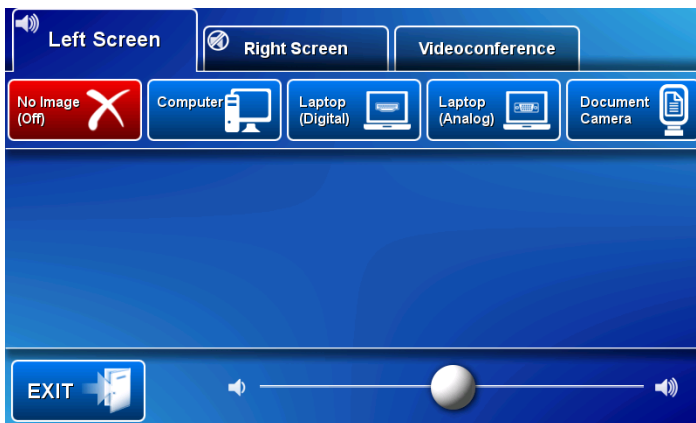 Left Screen
Right Screen
Videoconference
No Image
(Off)
Computer
Laptop
(Digital)
Laptop
(Analog)
Document
Camera
EXIT